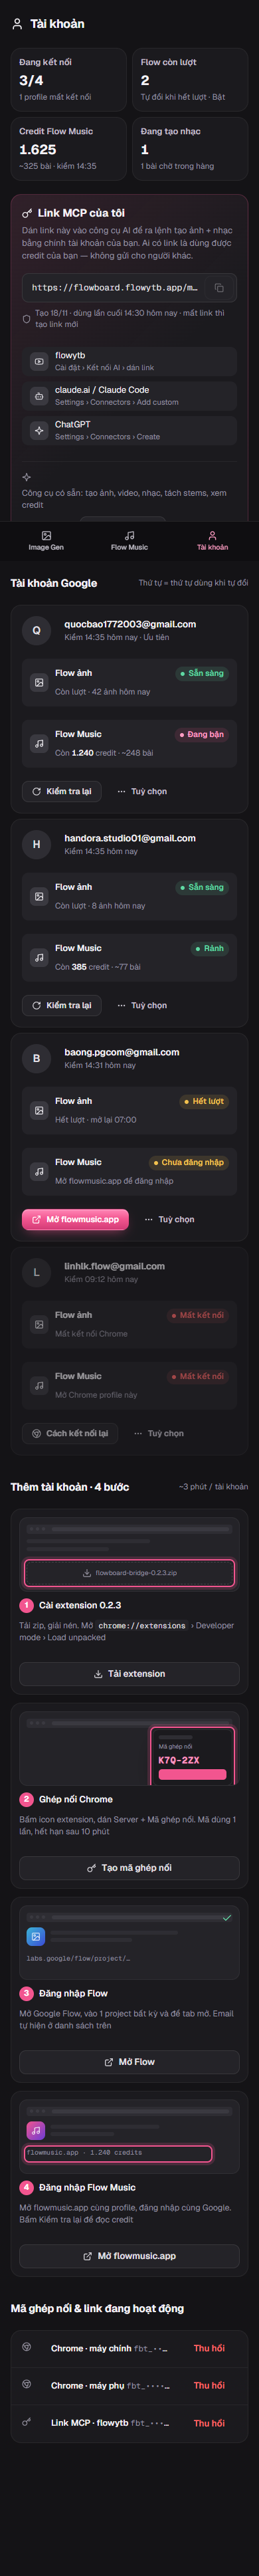 Tài khoản
Đang kết nối
3/4
1 profile mất kết nối
Flow còn lượt
2
Tự đổi khi hết lượt · Bật
Credit Flow Music
1.625
~325 bài · kiểm 14:35
Đang tạo nhạc
1
1 bài chờ trong hàng
Link MCP của tôi
Dán link này vào công cụ AI để ra lệnh tạo ảnh + nhạc
bằng chính tài khoản của bạn. Ai có link là dùng được
credit của bạn — không gửi cho người khác.
https://flowboard.flowytb.app/m…
Tạo 18/11 · dùng lần cuối 14:30 hôm nay · mất link thì
tạo link mới
flowytb
Cài đặt › Kết nối AI › dán link
claude.ai / Claude Code
Settings › Connectors › Add custom
ChatGPT
Settings › Connectors › Create
Công cụ có sẵn: tạo ảnh, video, nhạc, tách stems, xem
credit
Image Gen
Flow Music
Tài khoản
Tài khoản Google
Thứ tự = thứ tự dùng khi tự đổi
Q
quocbao1772003@gmail.com
Kiểm 14:35 hôm nay · Ưu tiên
Flow ảnh
Sẵn sàng
Còn lượt · 42 ảnh hôm nay
Flow Music
Đang bận
Còn 1.240 credit · ~248 bài
Kiểm tra lại
Tuỳ chọn
H
handora.studio01@gmail.com
Kiểm 14:35 hôm nay
Flow ảnh
Sẵn sàng
Còn lượt · 8 ảnh hôm nay
Flow Music
Rảnh
Còn 385 credit · ~77 bài
Kiểm tra lại
Tuỳ chọn
B
baong.pgcom@gmail.com
Kiểm 14:31 hôm nay
Flow ảnh
Hết lượt
Hết lượt · mở lại 07:00
Flow Music
Chưa đăng nhập
Mở flowmusic.app để đăng nhập
Mở flowmusic.app
Tuỳ chọn
L
linhlk.flow@gmail.com
Kiểm 09:12 hôm nay
Flow ảnh
Mất kết nối
Mất kết nối Chrome
Flow Music
Mất kết nối
Mở Chrome profile này
Cách kết nối lại
Tuỳ chọn
Thêm tài khoản · 4 bước
~3 phút / tài khoản
flowboard-bridge-0.2.3.zip
1 Cài extension 0.2.3
Tải zip, giải nén. Mở chrome://extensions › Developer
mode › Load unpacked
Tải extension
Mã ghép nối
K7Q-2ZX
2 Ghép nối Chrome
Bấm icon extension, dán Server + Mã ghép nối. Mã dùng 1
lần, hết hạn sau 10 phút
Tạo mã ghép nối
labs.google/flow/project/…
3 Đăng nhập Flow
Mở Google Flow, vào 1 project bất kỳ và để tab mở. Email
tự hiện ở danh sách trên
Mở Flow
flowmusic.app · 1.240 credits
4 Đăng nhập Flow Music
Mở flowmusic.app cùng profile, đăng nhập cùng Google.
Bấm Kiểm tra lại để đọc credit
Mở flowmusic.app
Mã ghép nối & link đang hoạt động
Chrome · máy chính fbt_••…
Thu hồi
Chrome · máy phụ fbt_••••…
Thu hồi
Link MCP · flowytb fbt_•••…
Thu hồi